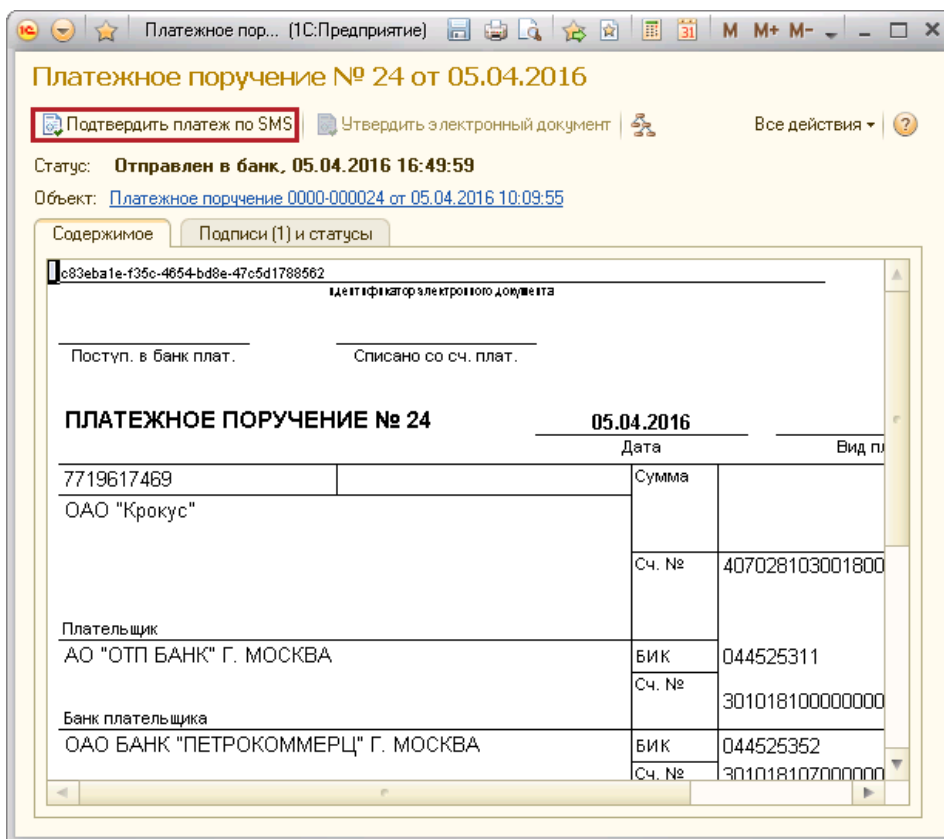 Платежное пор... (1С:Предприятие) M M+ M-
Платежное поручение № 24 от 05.04.2016
Подтвердить платеж по SMS Утвердить электронный документ Все действия
Статус: Отправлен в банк, 05.04.2016 16:49:59
Объект: Платежное поручение 0000-000024 от 05.04.2016 10:09:55
Содержимое Подписи (1) и статусы
c83eba1e-f35c-4654-bd8e-47c5d1788562
идентификатор электронного документа
Поступ. в банк плат. Списано со сч. плат.
ПЛАТЕЖНОЕ ПОРУЧЕНИЕ № 24 05.04.2016
Дата Вид пл
7719617469 Сумма
ОАО "Крокус"
Сч. № 407028103001800
Плательщик
АО "ОТП БАНК" Г. МОСКВА БИК 044525311
Сч. № 301018100000000
Банк плательщика
ОАО БАНК "ПЕТРОКОММЕРЦ" Г. МОСКВА БИК 044525352
Сч. № 301018107000000